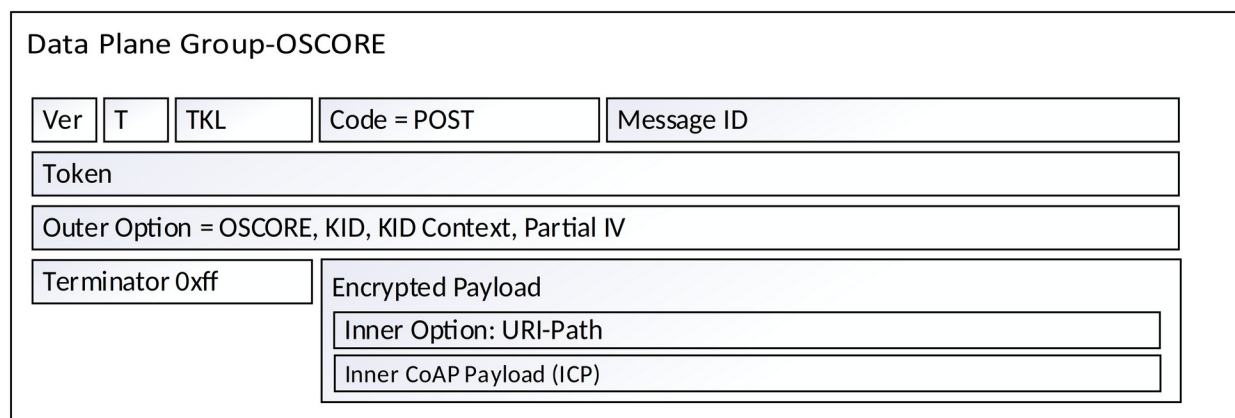 Data Plane Group-OSCORE
Ver T TKL Code = POST Message ID
Token
Outer Option = OSCORE, KID, KID Context, Partial IV
Terminator 0xff
Encrypted Payload
Inner Option: URI-Path
Inner CoAP Payload (ICP)